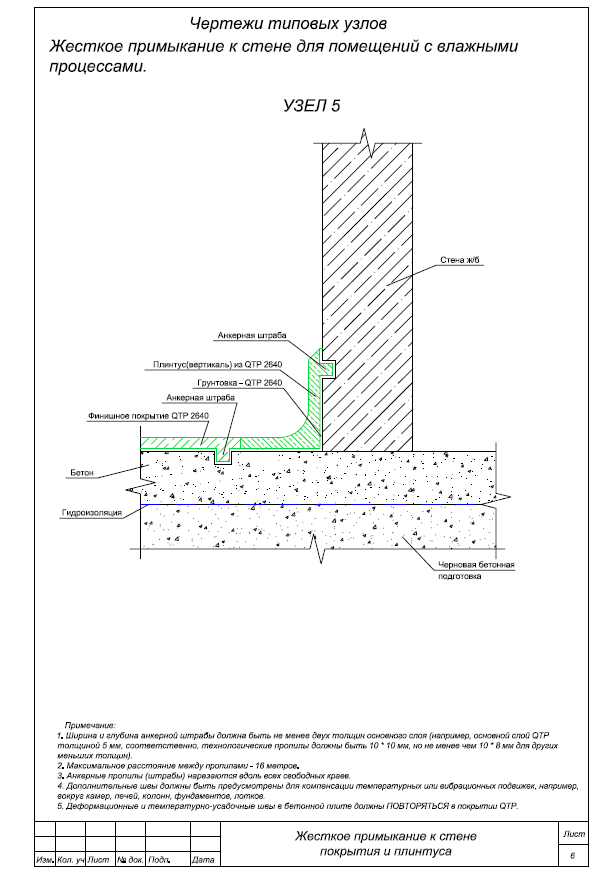 Чертежи типовых узлов
Жесткое примыкание к стене для помещений с влажными
процессами.
УЗЕЛ 5
Стена ж/б
Анкерная штраба
Плинтус(вертикаль) из QTP 2640
Грунтовка – QTP 2640
Анкерная штраба
Финишное покрытие QTP 2640
Бетон
Гидроизоляция
Черновая бетонная
подготовка
Примечание:
1. Ширина и глубина анкерной штрабы должна быть не менее двух толщин основного слоя (например, основной слой QTP
толщиной 5 мм, соответственно, технологические пропилы должны быть 10 * 10 мм, но не менее чем 10 * 8 мм для других
меньших толщин).
2. Максимальное расстояние между пропилами - 16 метров.
3. Анкерные пропилы (штрабы) нарезаются вдоль всех свободных краев.
4. Дополнительные швы должны быть предусмотрены для компенсации температурных или вибрационных подвижек, например,
вокруг камер, печей, колонн, фундаментов, лотков.
5. Деформационные и температурно-усадочные швы в бетонной плите должны ПОВТОРЯТЬСЯ в покрытии QTP.
Изм. Кол. уч Лист № док. Подп. Дата
Жесткое примыкание к стене
покрытия и плинтуса
Лист
6